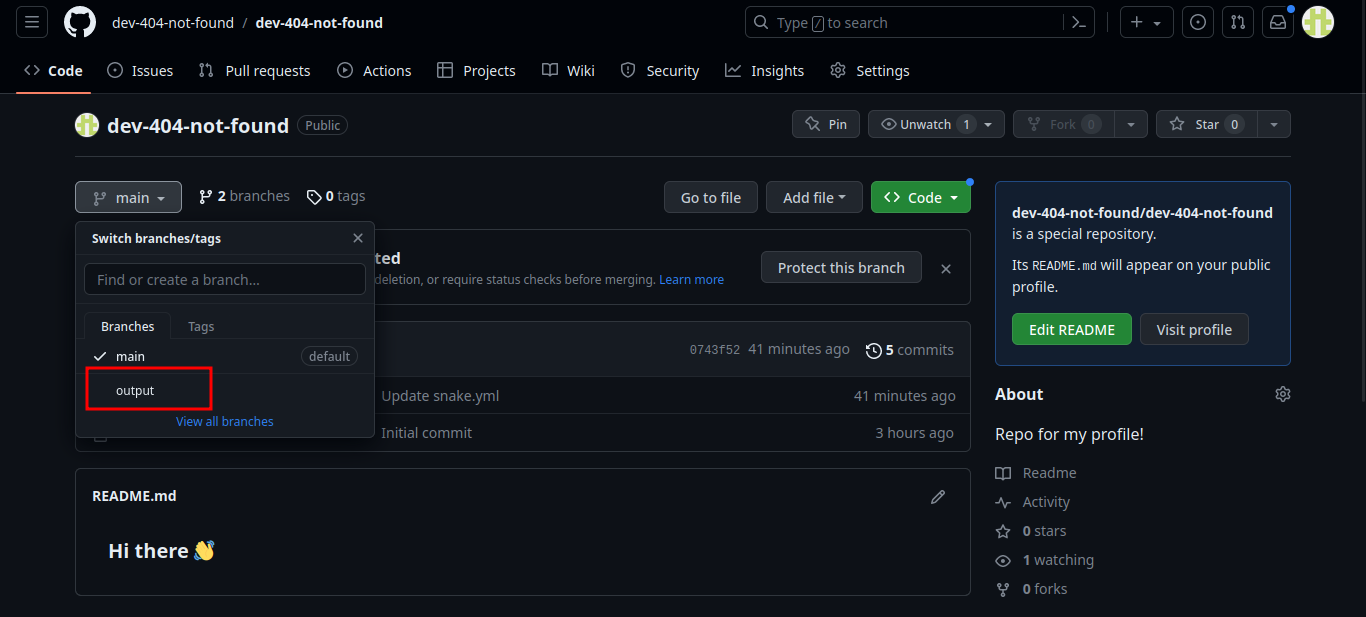 dev-404-not-found / dev-404-not-found
Type / to search
Code Issues Pull requests Actions Projects Wiki Security Insights Settings
dev-404-not-found Public
Pin Unwatch 1 Fork 0 Star 0
main 2 branches 0 tags Go to file Add file Code
Switch branches/tags
Find or create a branch...
Branches Tags
main default
output
View all branches
ted
deletion, or require status checks before merging. Learn more
Protect this branch
0743f52 41 minutes ago 5 commits
Update snake.yml 41 minutes ago
Initial commit 3 hours ago
README.md
Hi there 👋
dev-404-not-found/dev-404-not-found
is a special repository.
Its README.md will appear on your public
profile.
Edit README Visit profile
About
Repo for my profile!
Readme
Activity
0 stars
1 watching
0 forks